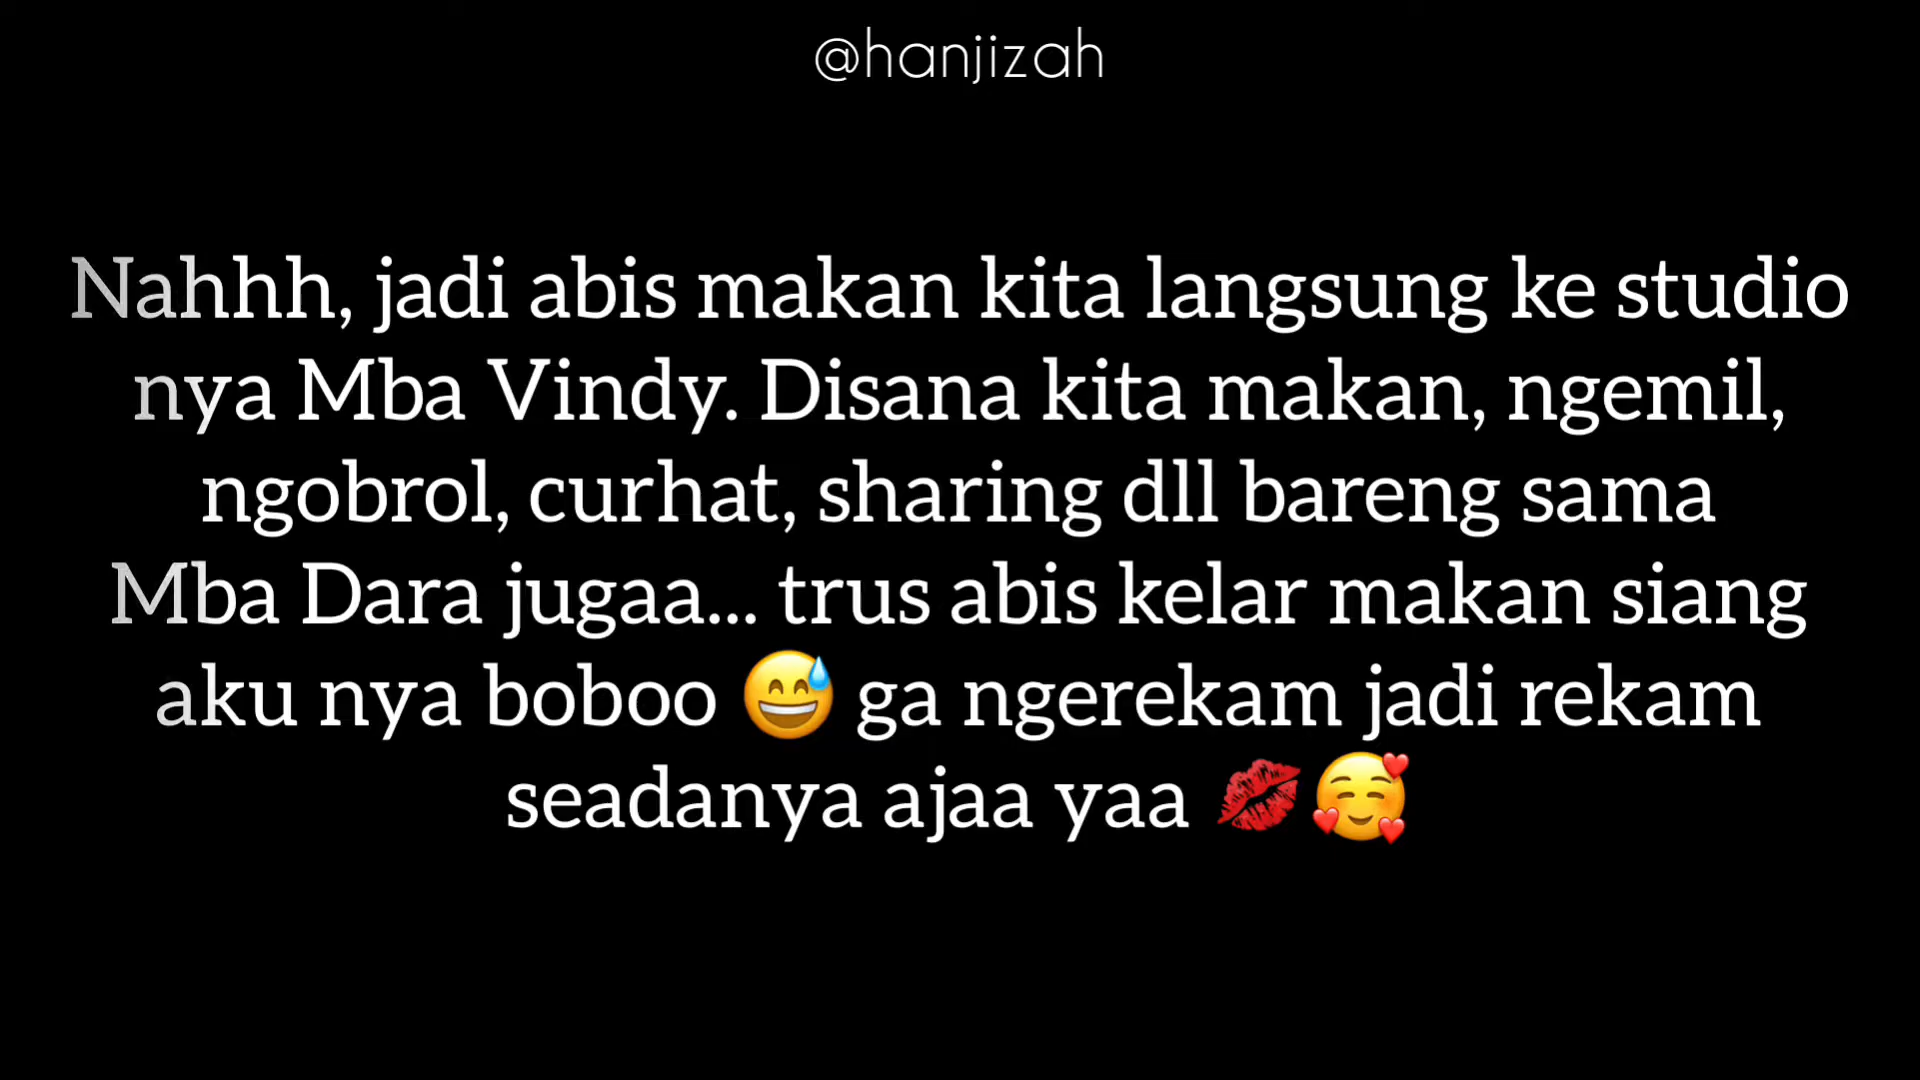 @hanjizah
Nahhh, jadi abis makan kita langsung ke studio
nya Mba Vindy. Disana kita makan, ngemil,
ngobrol, curhat, sharing dll bareng sama
Mba Dara jugaa... trus abis kelar makan siang
aku nya boboo 😅 ga ngerekam jadi rekam
seadanya ajaa yaa 💋🥰